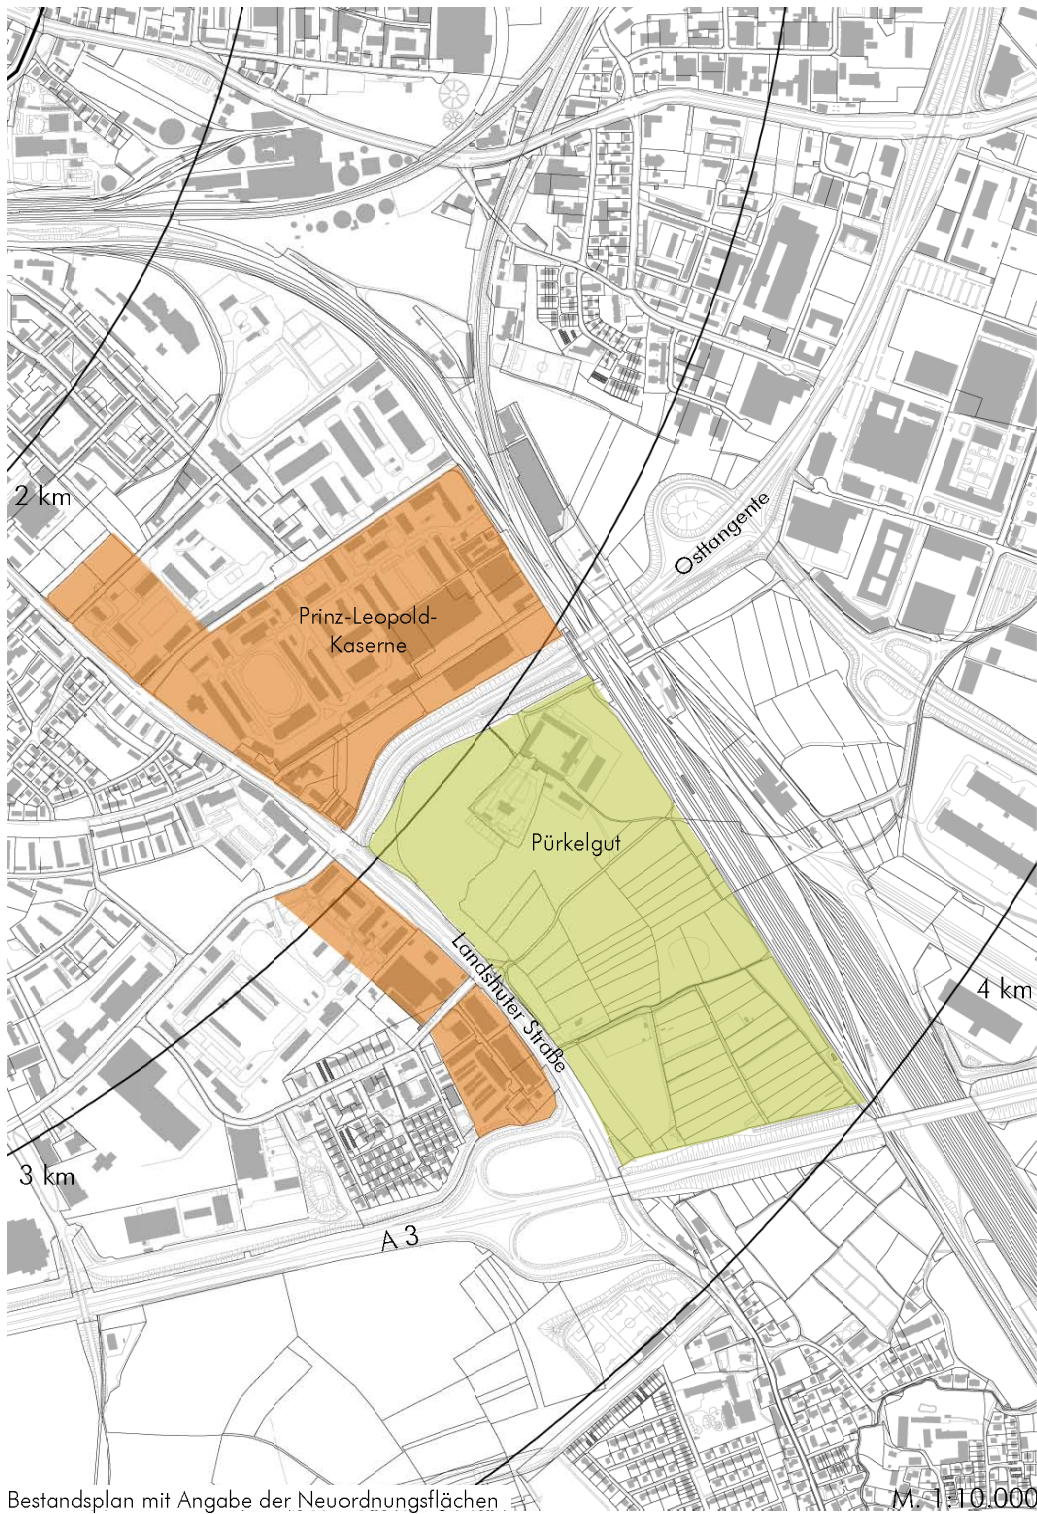 2 km
Osttangente
Prinz-Leopold-
Kaserne
Pürkelgut
Landshuter Straße
4 km
3 km
A 3
Bestandsplan mit Angabe der Neuordnungsflächen
M. 1:10.000